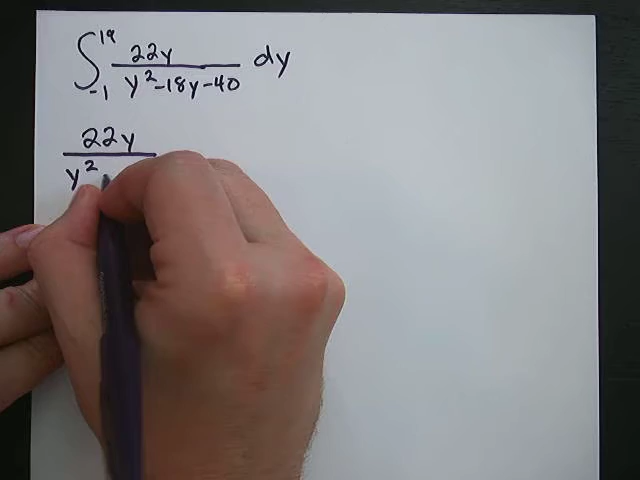 ∫₋₁¹⁹ 22y / (y² - 18y - 40) dy
22y / y²